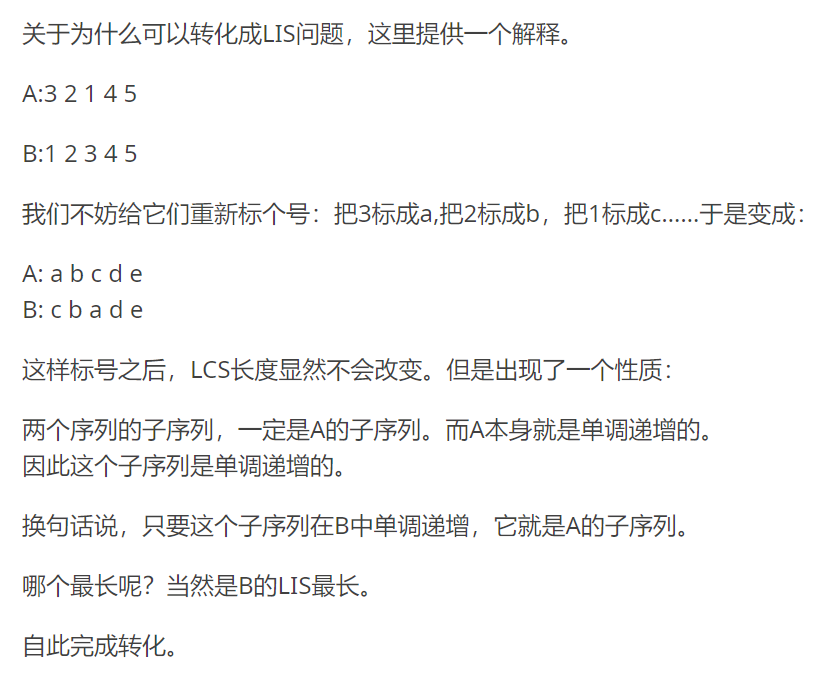 关于为什么可以转化成LIS问题，这里提供一个解释。
A:3 2 1 4 5
B:1 2 3 4 5
我们不妨给它们重新标个号：把3标成a,把2标成b，把1标成c……于是变成：
A: a b c d e
B: c b a d e
这样标号之后，LCS长度显然不会改变。但是出现了一个性质：
两个序列的子序列，一定是A的子序列。而A本身就是单调递增的。
因此这个子序列是单调递增的。
换句话说，只要这个子序列在B中单调递增，它就是A的子序列。
哪个最长呢？当然是B的LIS最长。
自此完成转化。